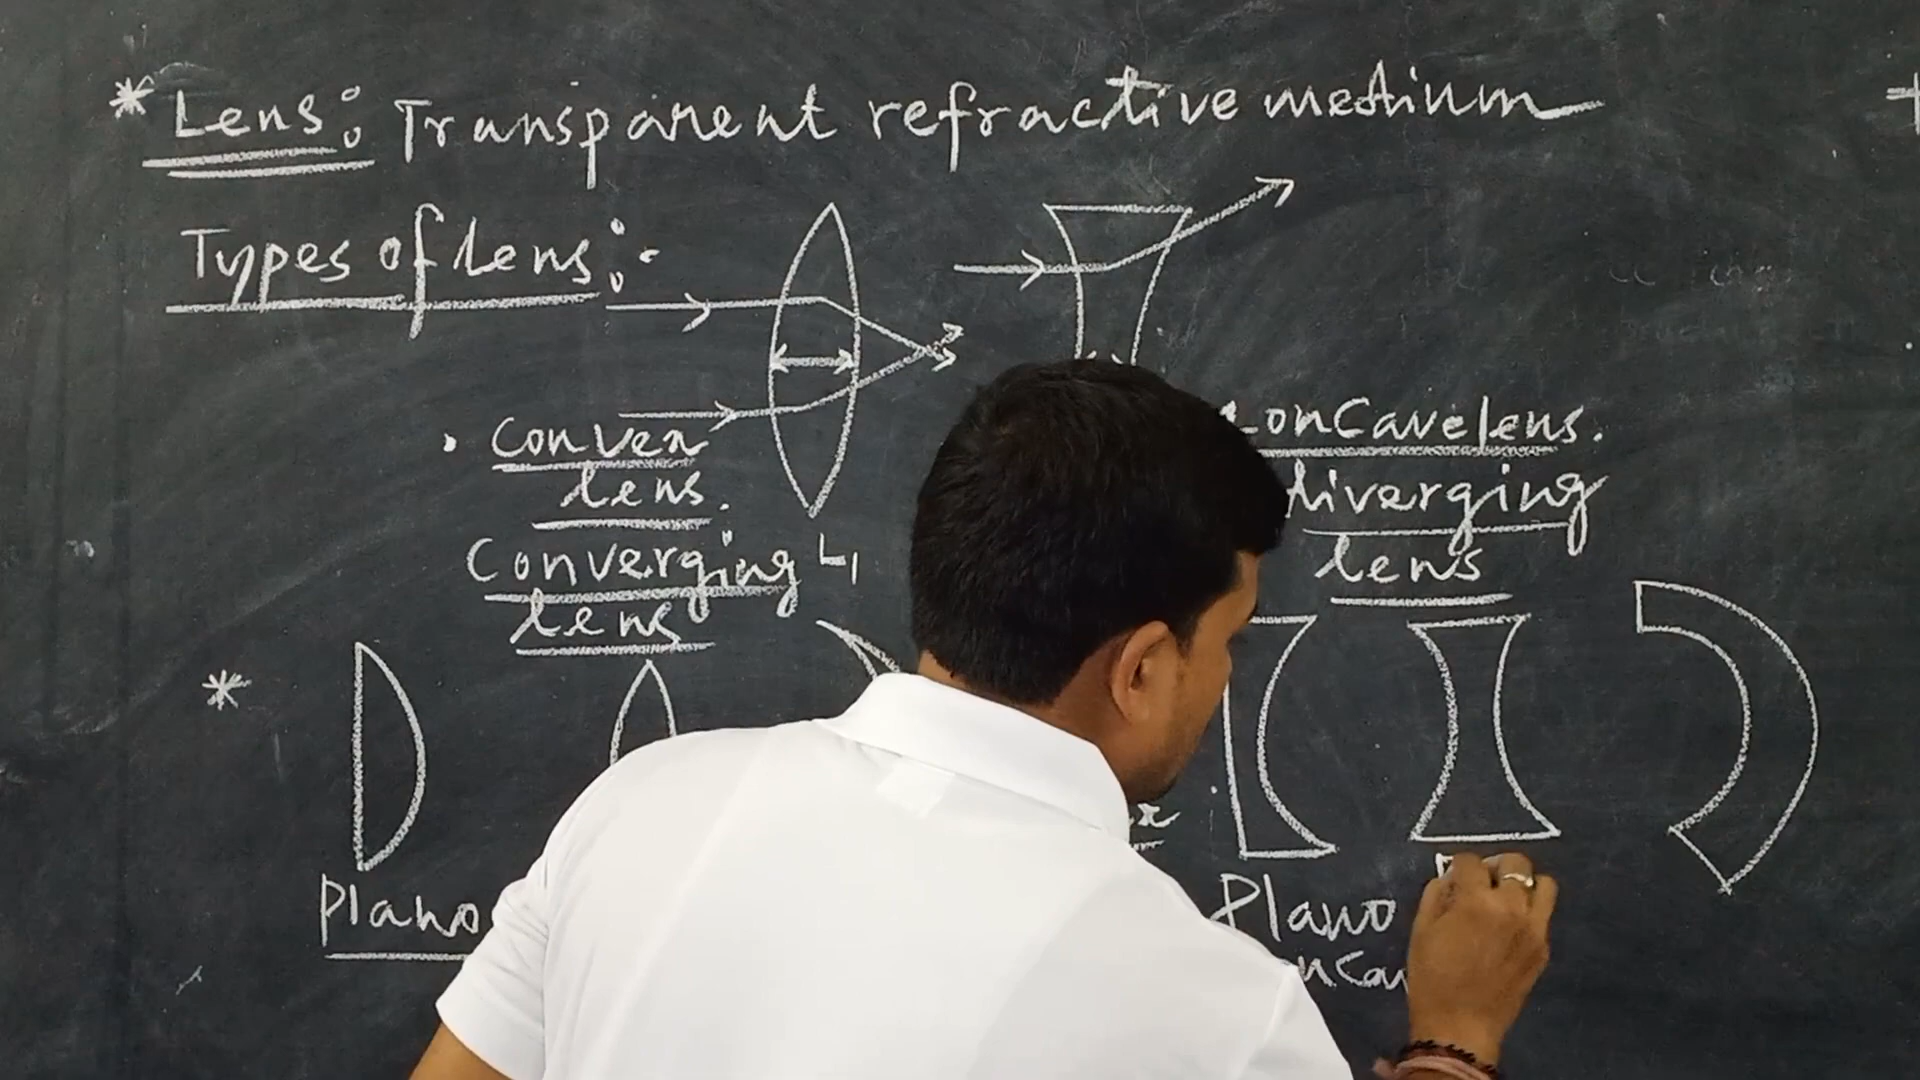 * Lens: Transparent refractive medium
Types of Lens:-
. Convex
lens.
Converging
lens
Concave lens.
diverging
lens
*
Plano
Plano